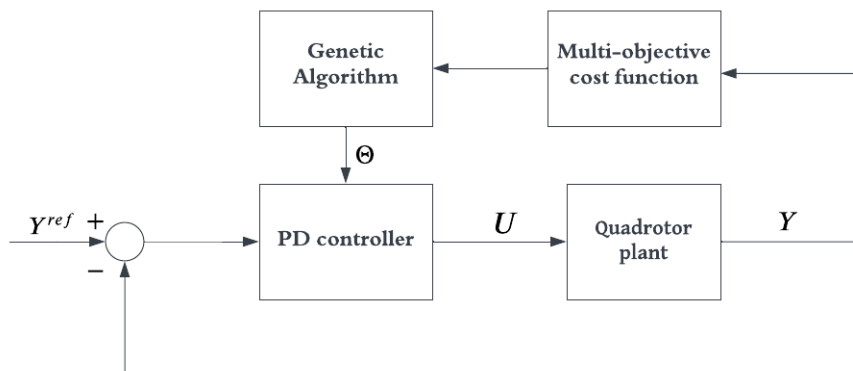 Genetic
Algorithm
Multi-objective
cost function
Θ
Y^{ref}
+
−
PD controller
U
Quadrotor
plant
Y